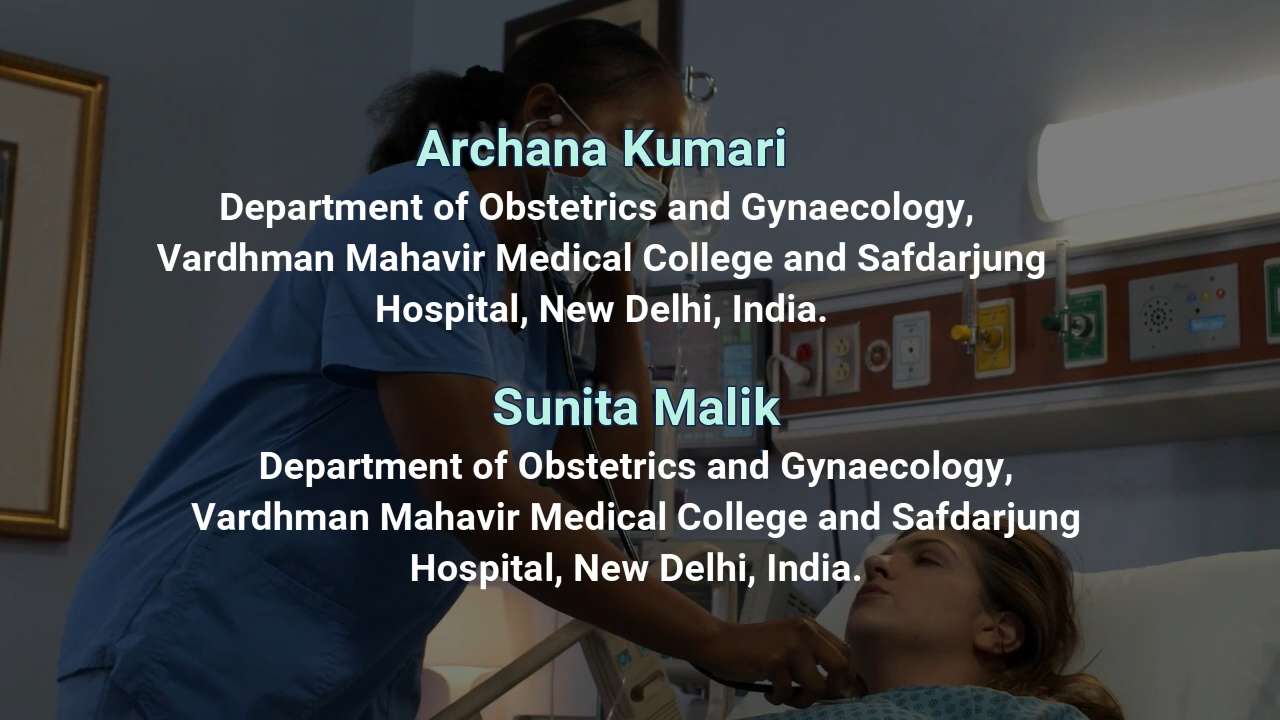 Archana Kumari
Department of Obstetrics and Gynaecology,
Vardhman Mahavir Medical College and Safdarjung
Hospital, New Delhi, India.
Sunita Malik
Department of Obstetrics and Gynaecology,
Vardhman Mahavir Medical College and Safdarjung
Hospital, New Delhi, India.